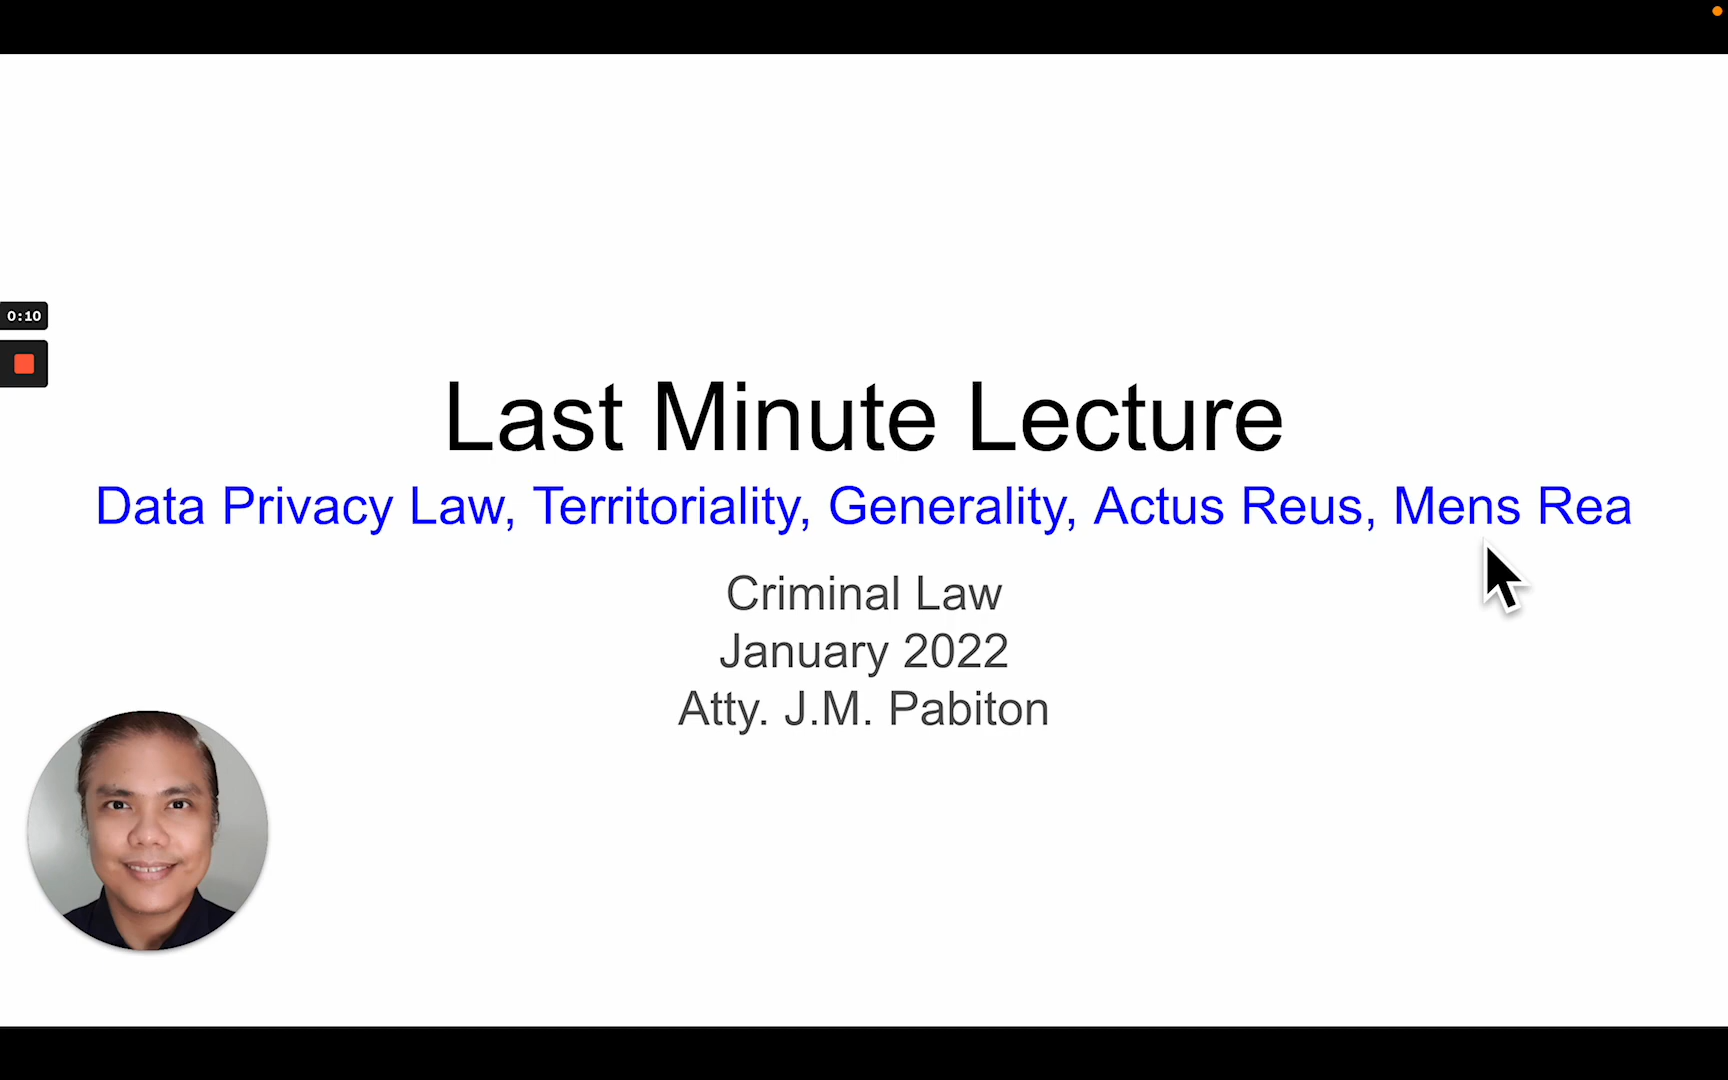 0:10
Last Minute Lecture
Data Privacy Law, Territoriality, Generality, Actus Reus, Mens Rea
Criminal Law
January 2022
Atty. J.M. Pabiton